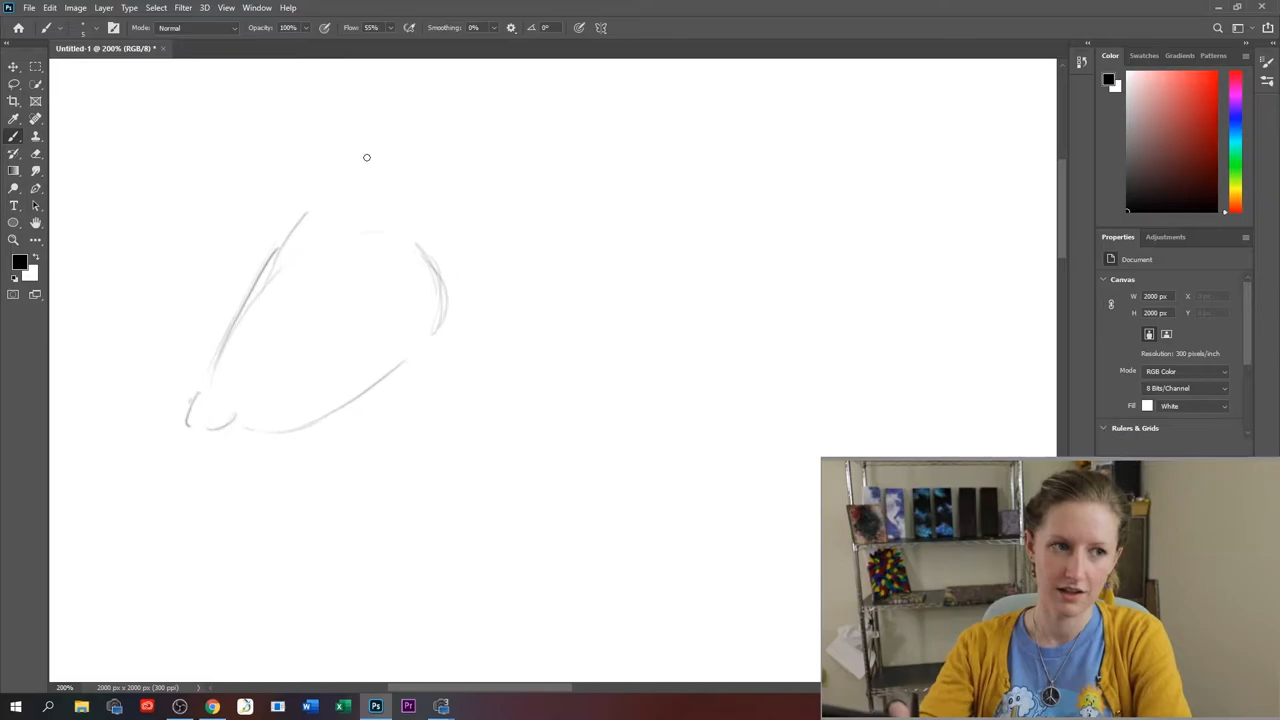 File Edit Image Layer Type Select Filter 3D View Window Help
5 Mode: Normal Opacity: 100% Flow: 55% Smoothing: 0% 0°
Untitled-1 @ 200% (RGB/8) *
Color Swatches Gradients Patterns
Properties Adjustments
Document
Canvas
W 2000 px X
H 2000 px Y
Resolution: 300 pixels/inch
Mode RGB Color
8 Bits/Channel
Fill White
Rulers & Grids
200% 2000 px x 2000 px (300 ppi)